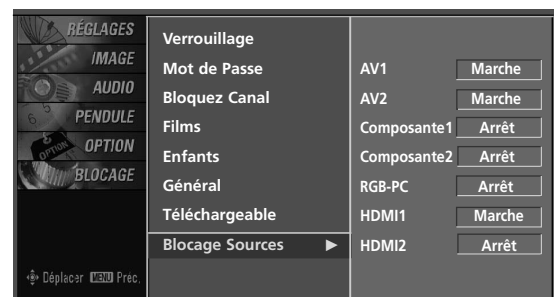 RÉGLAGES
IMAGE
AUDIO
PENDULE
OPTION
BLOCAGE
Déplacer MENU Préc.
Verrouillage
Mot de Passe
Bloquez Canal
Films
Enfants
Général
Téléchargeable
Blocage Sources ▶
AV1 Marche
AV2 Marche
Composante1 Arrêt
Composante2 Arrêt
RGB-PC Arrêt
HDMI1 Marche
HDMI2 Arrêt